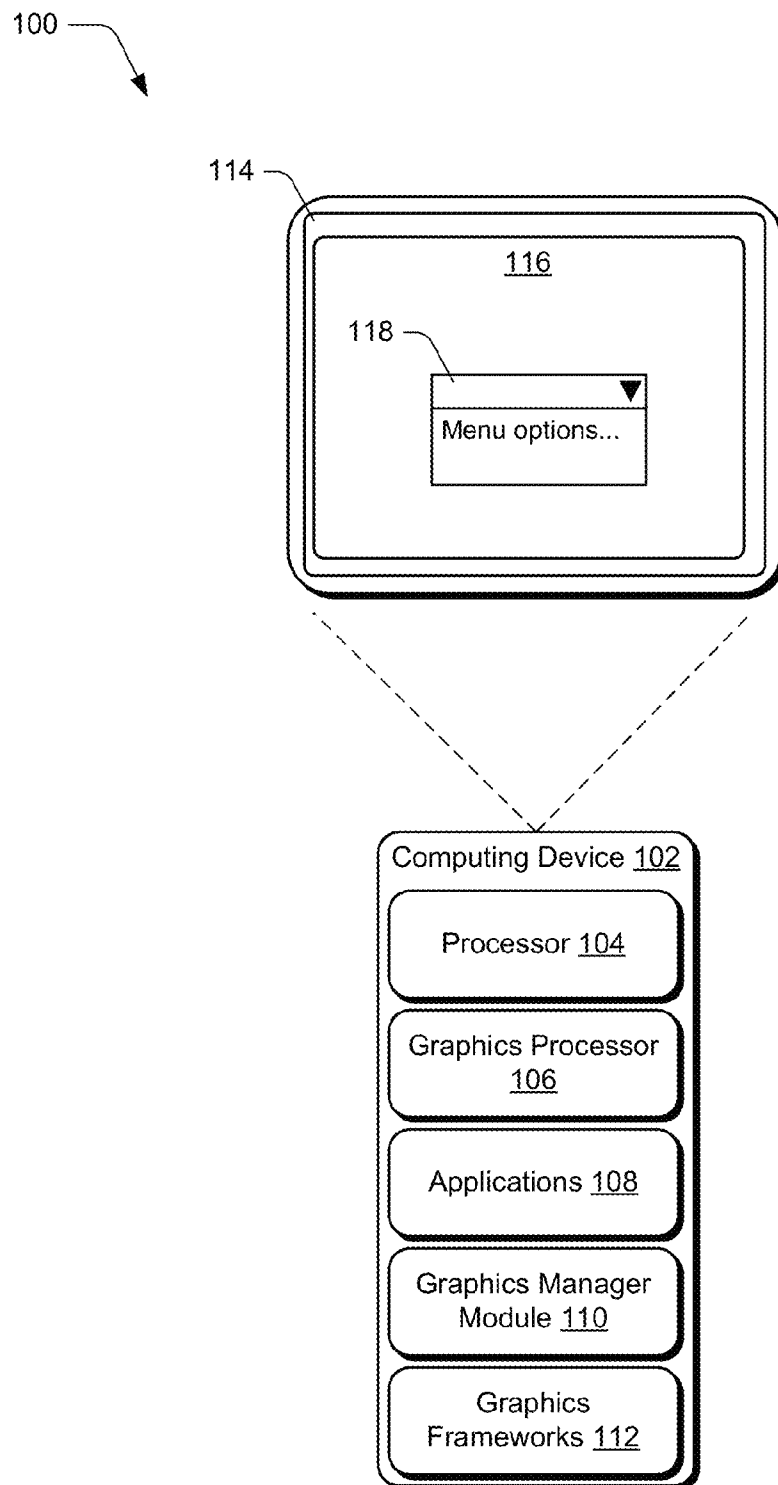 100
114
116
118
Menu options...
Computing Device 102
Processor 104
Graphics Processor
106
Applications 108
Graphics Manager
Module 110
Graphics
Frameworks 112